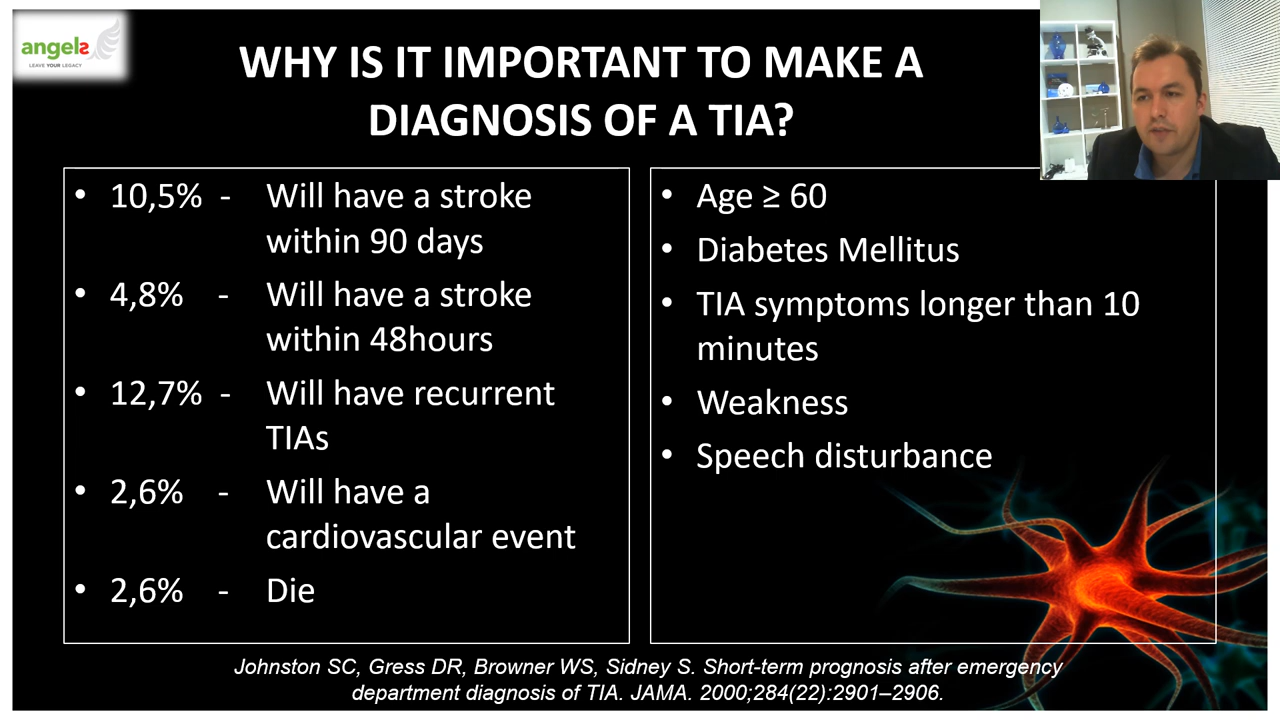 angels
LEAVE YOUR LEGACY
WHY IS IT IMPORTANT TO MAKE A
DIAGNOSIS OF A TIA?
• 10,5% - Will have a stroke
within 90 days
• 4,8% - Will have a stroke
within 48hours
• 12,7% - Will have recurrent
TIAs
• 2,6% - Will have a
cardiovascular event
• 2,6% - Die
• Age ≥ 60
• Diabetes Mellitus
• TIA symptoms longer than 10
minutes
• Weakness
• Speech disturbance
Johnston SC, Gress DR, Browner WS, Sidney S. Short-term prognosis after emergency
department diagnosis of TIA. JAMA. 2000;284(22):2901–2906.